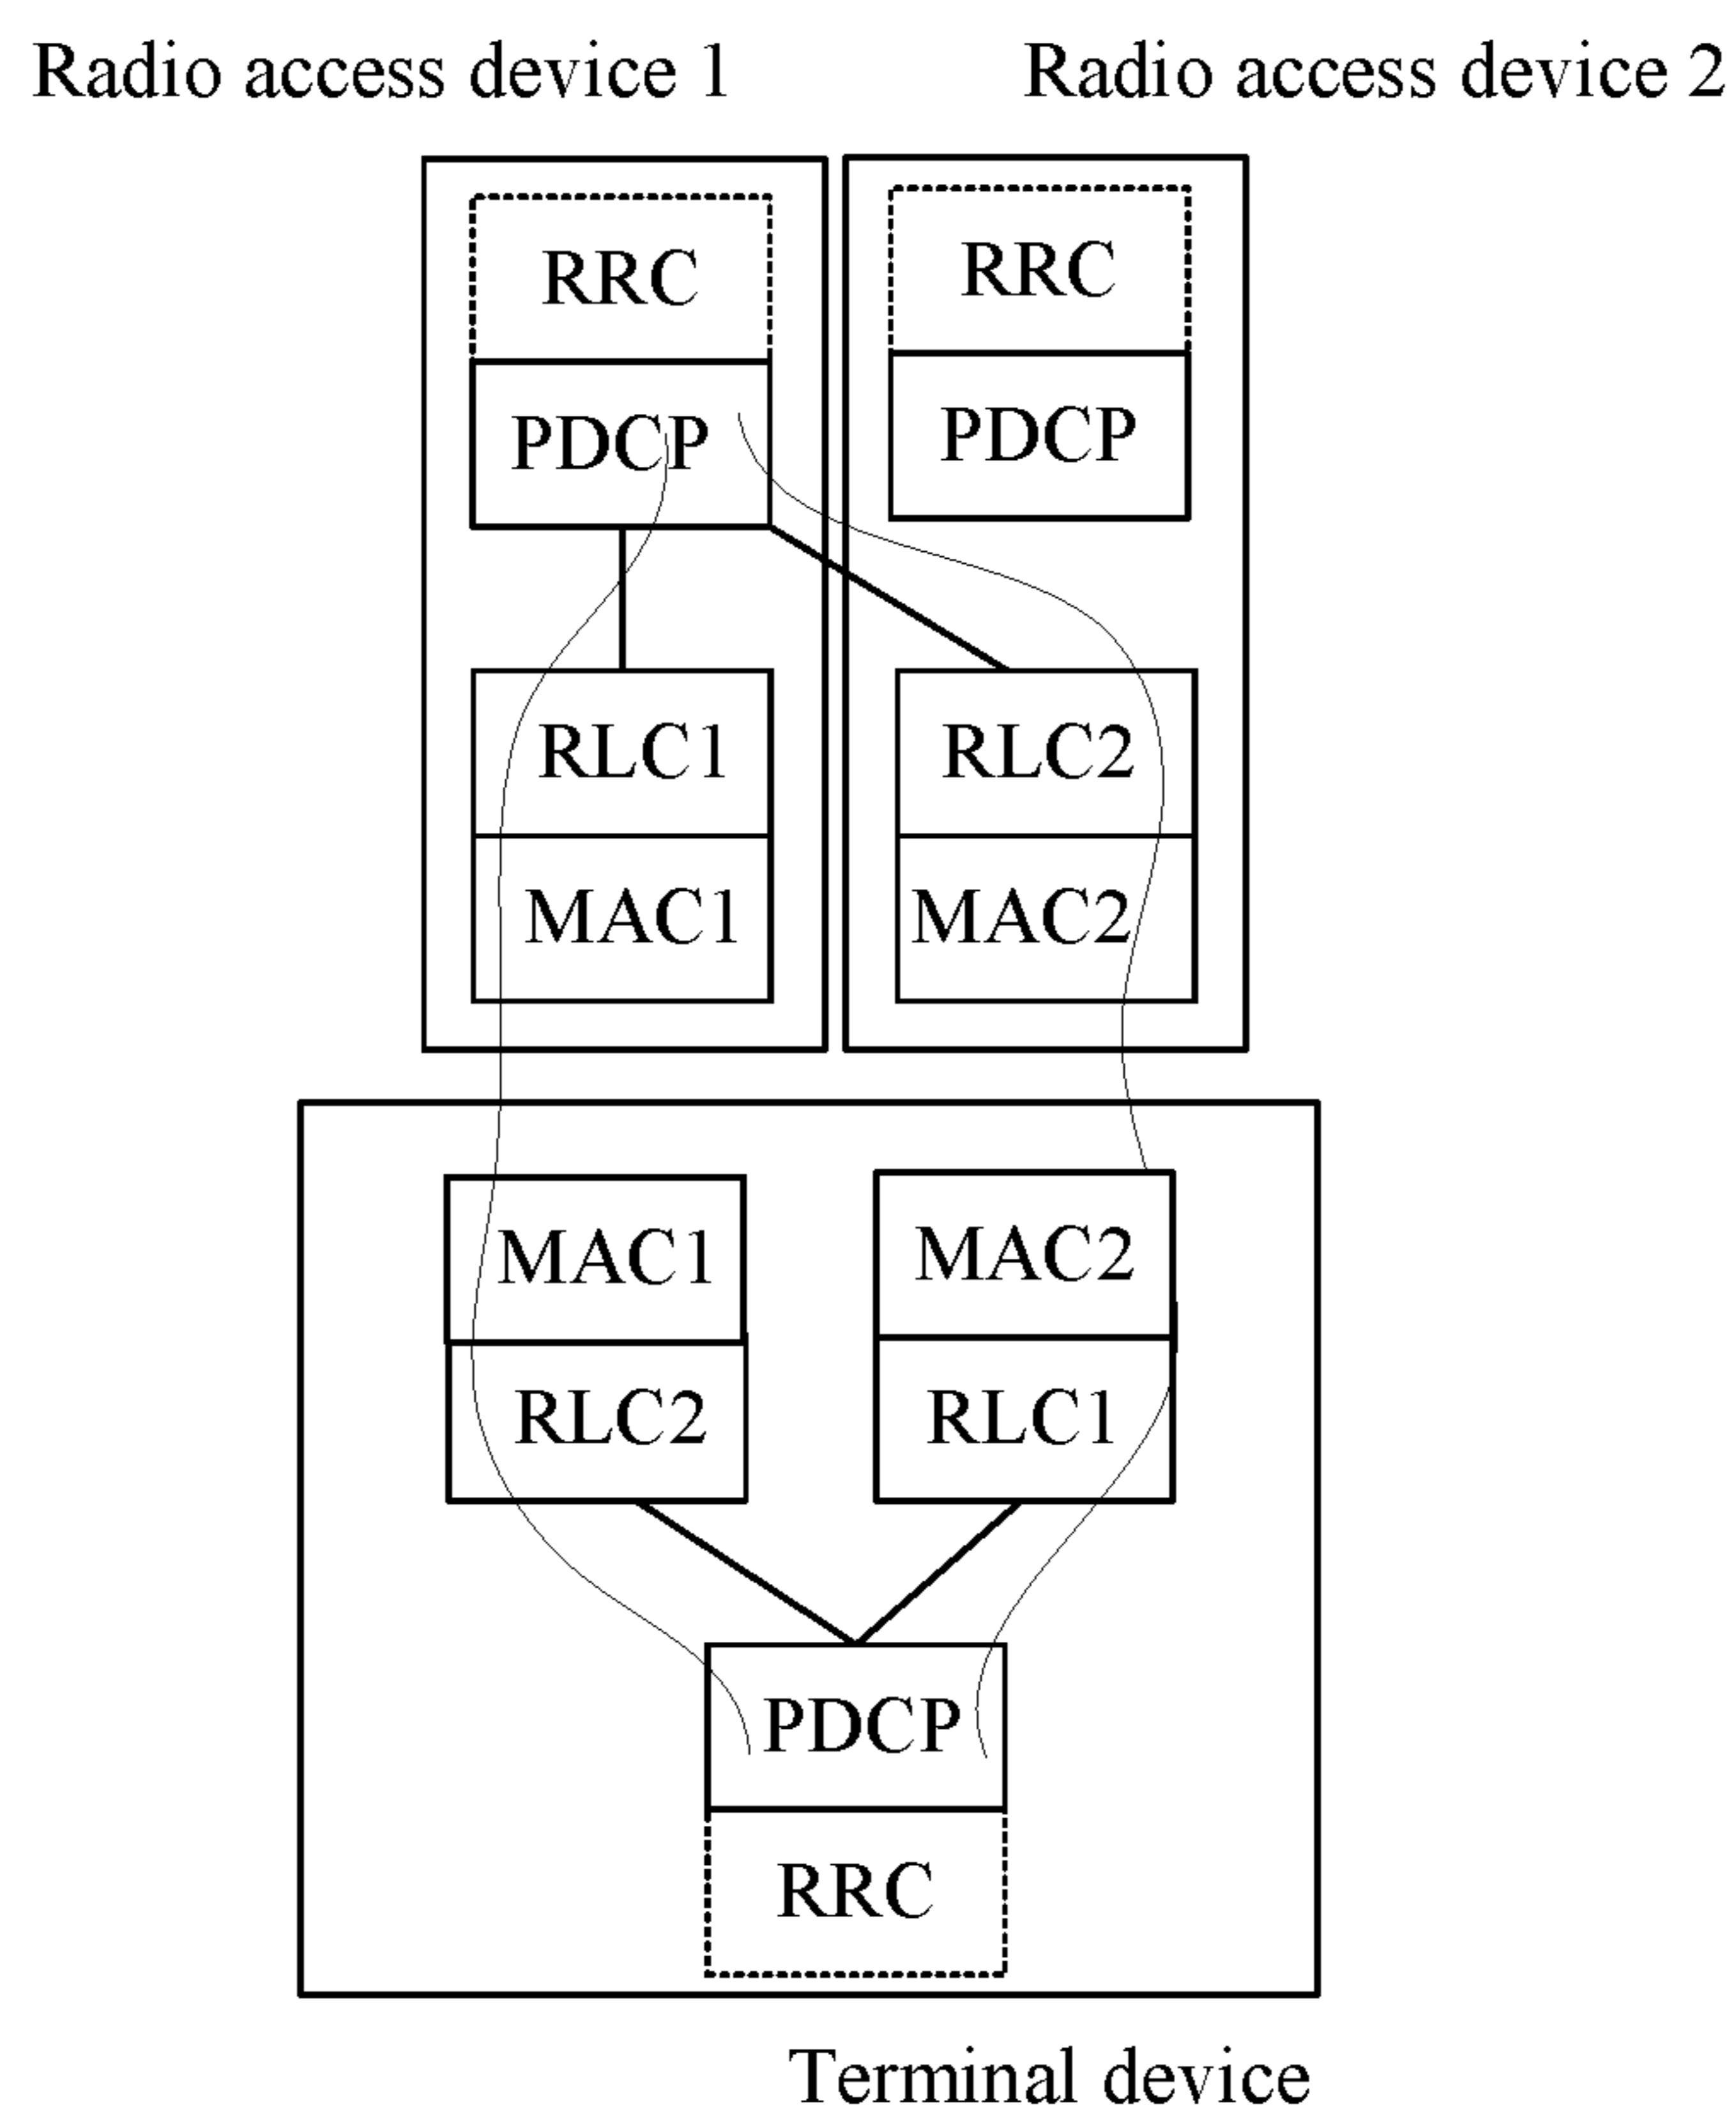 Radio access device 1
Radio access device 2
RRC
PDCP
RLC1
MAC1
RRC
PDCP
RLC2
MAC2
MAC1
RLC2
MAC2
RLC1
PDCP
RRC
Terminal device